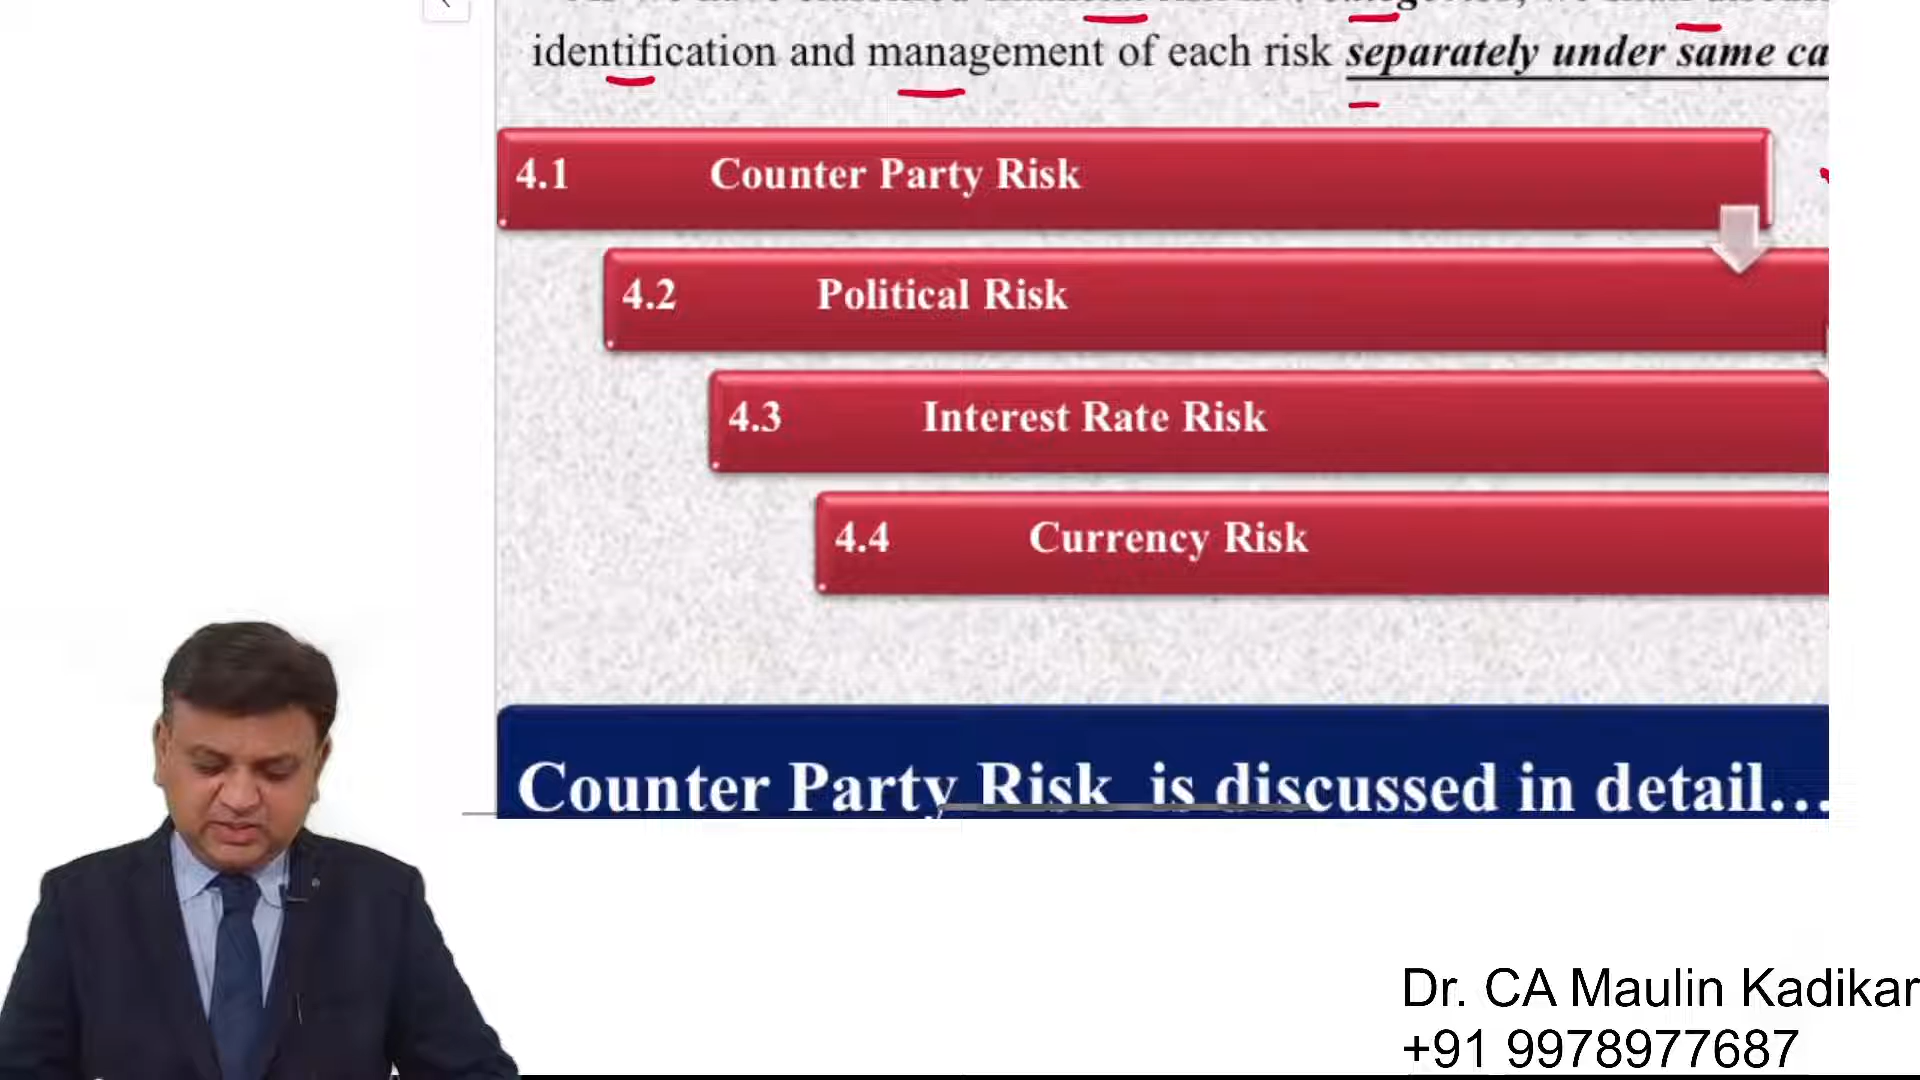 identification and management of each risk separately under same ca
4.1 Counter Party Risk
4.2 Political Risk
4.3 Interest Rate Risk
4.4 Currency Risk
Counter Party Risk is discussed in detail...
Dr. CA Maulin Kadikar
+91 9978977687